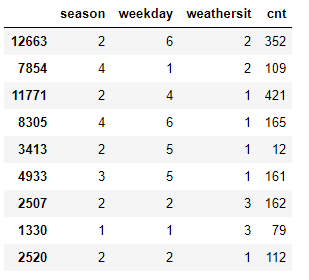 season weekday weathersit cnt
12663 2 6 2 352
7854 4 1 2 109
11771 2 4 1 421
8305 4 6 1 165
3413 2 5 1 12
4933 3 5 1 161
2507 2 2 3 162
1330 1 1 3 79
2520 2 2 1 112